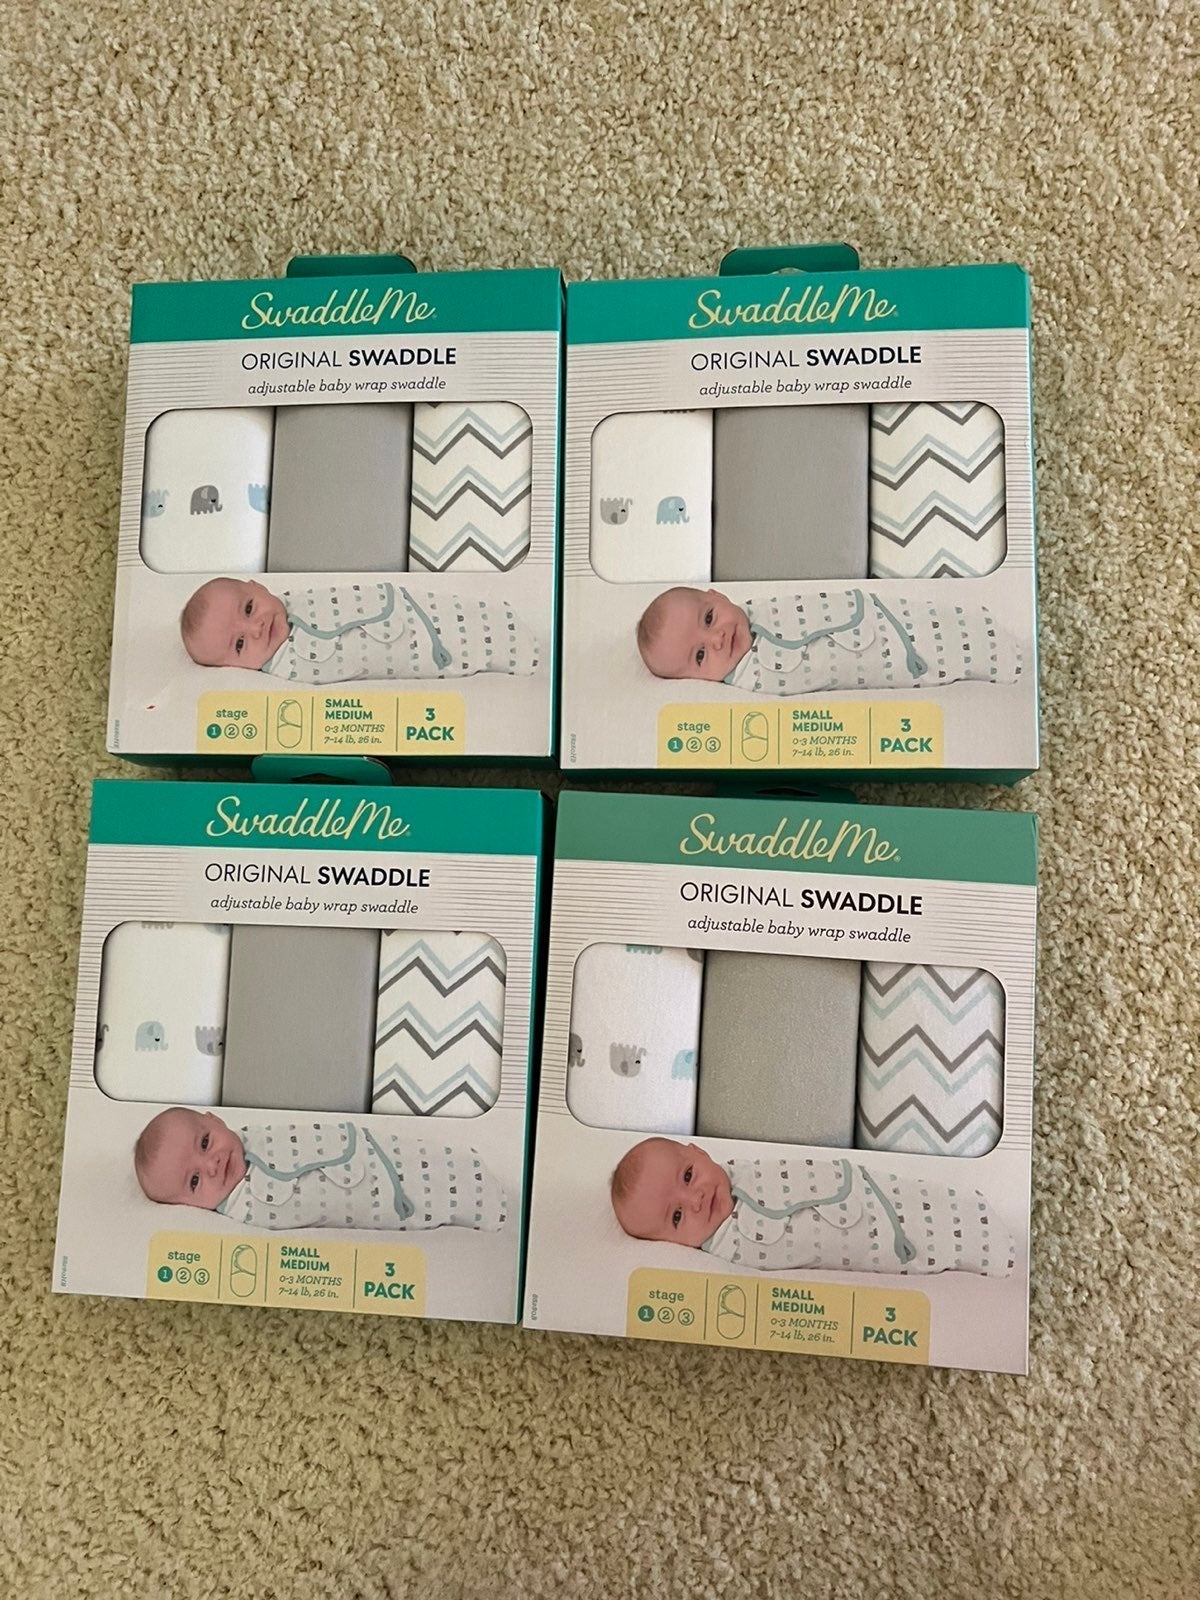 SwaddleMe®
ORIGINAL SWADDLE
adjustable baby wrap swaddle
stage
1 2 3
SMALL
MEDIUM
0-3 MONTHS
7-14 lb, 26 in.
3
PACK
SwaddleMe®
ORIGINAL SWADDLE
adjustable baby wrap swaddle
stage
1 2 3
SMALL
MEDIUM
0-3 MONTHS
7-14 lb, 26 in.
3
PACK
SwaddleMe®
ORIGINAL SWADDLE
adjustable baby wrap swaddle
stage
1 2 3
SMALL
MEDIUM
0-3 MONTHS
7-14 lb, 26 in.
3
PACK
SwaddleMe®
ORIGINAL SWADDLE
adjustable baby wrap swaddle
stage
1 2 3
SMALL
MEDIUM
0-3 MONTHS
7-14 lb, 26 in.
3
PACK